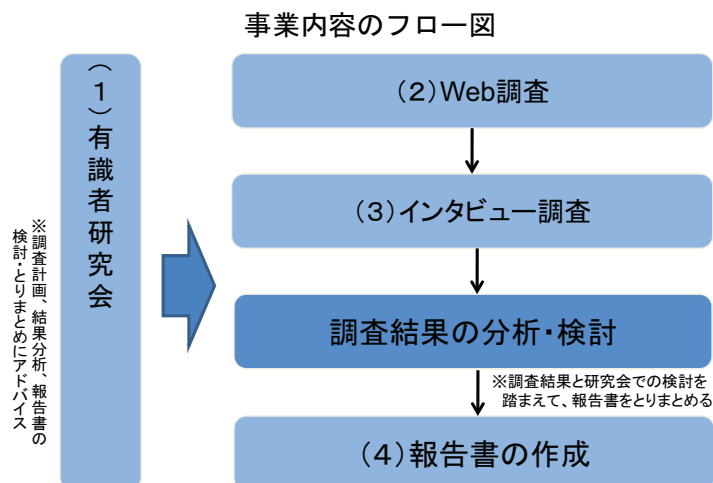 事業内容のフロー図
(1)有識者研究会
※調査計画、結果分析、報告書の
検討・とりまとめにアドバイス
(2)Web調査
(3)インタビュー調査
調査結果の分析・検討
※調査結果と研究会での検討を
踏まえて、報告書をとりまとめる
(4)報告書の作成